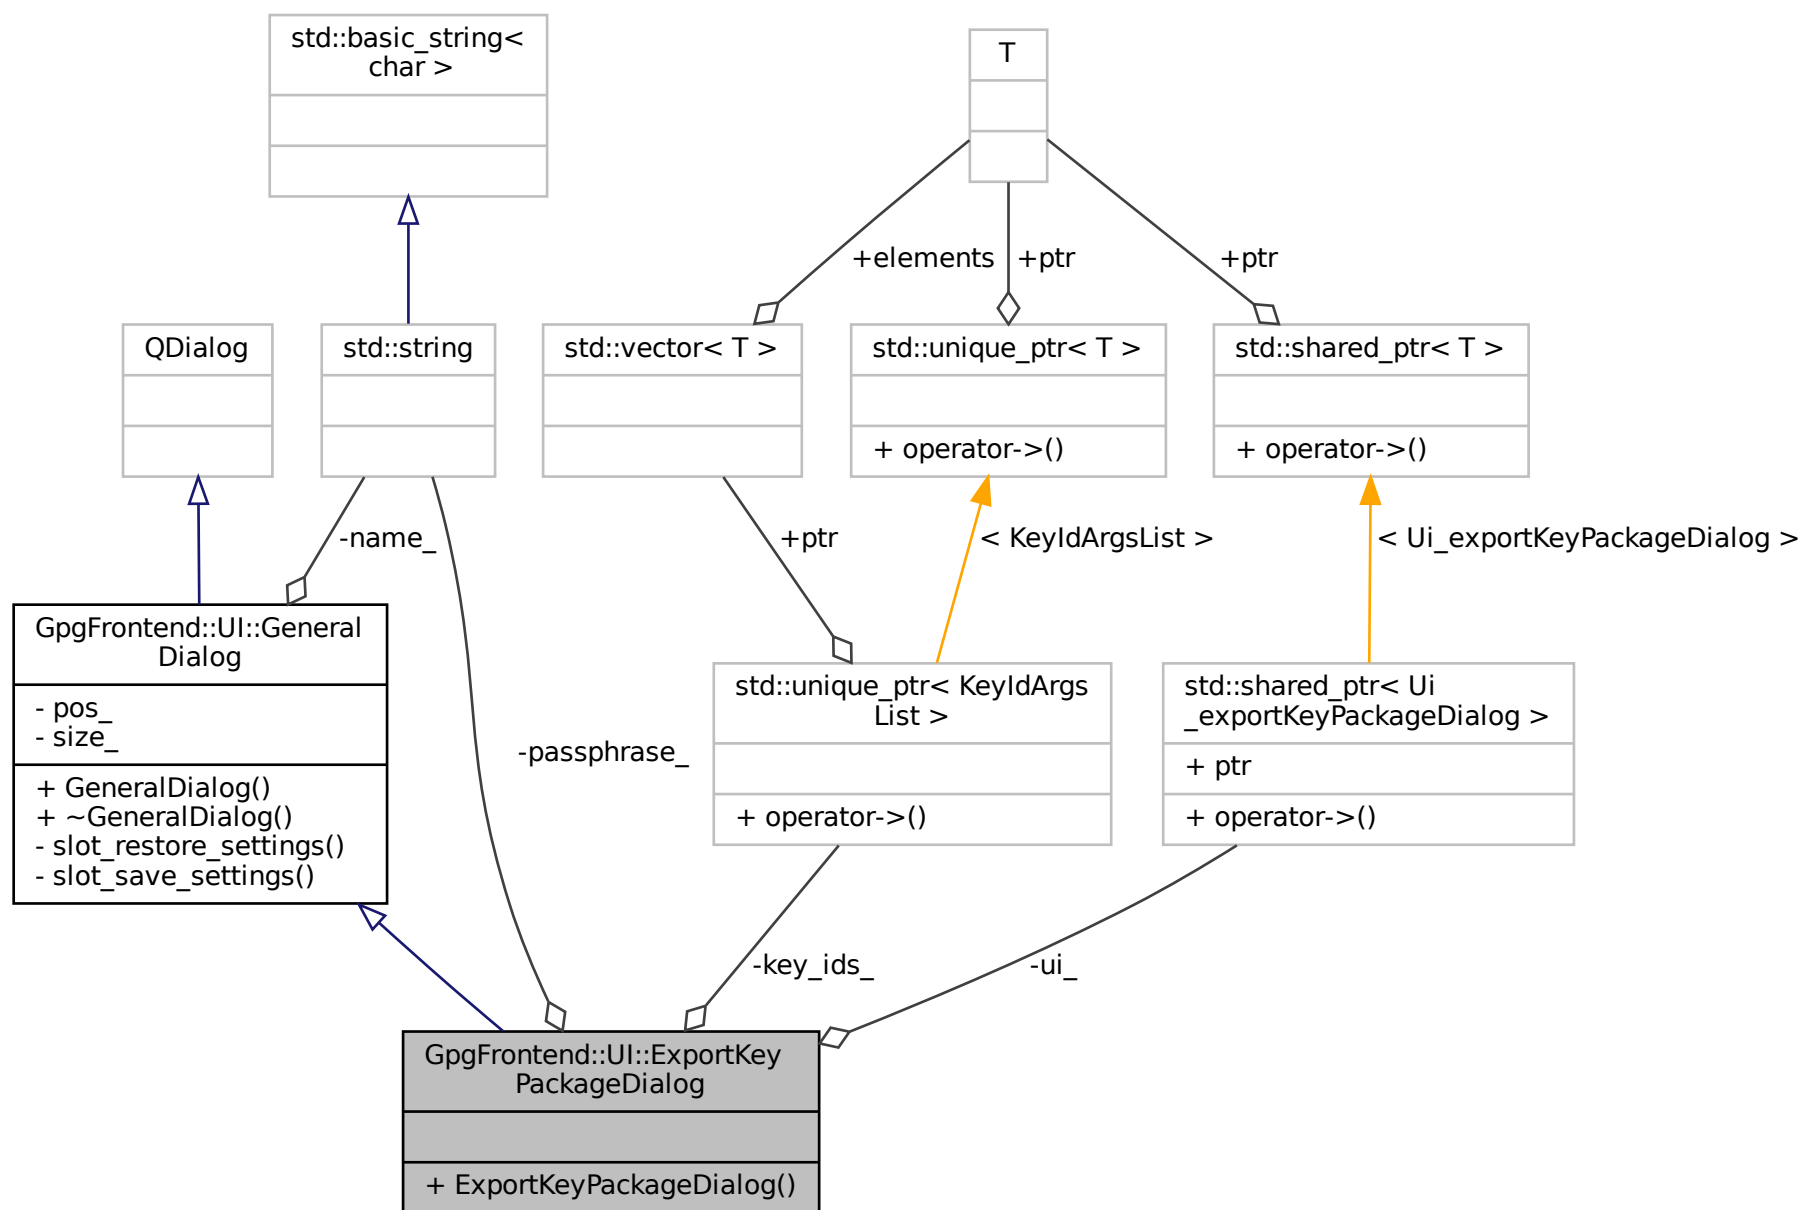 std::basic_string<
char >
T
+elements
+ptr
+ptr
QDialog
std::string
std::vector< T >
std::unique_ptr< T >
+ operator->()
std::shared_ptr< T >
+ operator->()
-name_
+ptr
< KeyIdArgsList >
< Ui_exportKeyPackageDialog >
GpgFrontend::UI::General
Dialog
- pos_
- size_
+ GeneralDialog()
+ ~GeneralDialog()
- slot_restore_settings()
- slot_save_settings()
-passphrase_
std::unique_ptr< KeyIdArgs
List >
+ operator->()
std::shared_ptr< Ui
_exportKeyPackageDialog >
+ ptr
+ operator->()
-key_ids_
-ui_
GpgFrontend::UI::ExportKey
PackageDialog
+ ExportKeyPackageDialog()